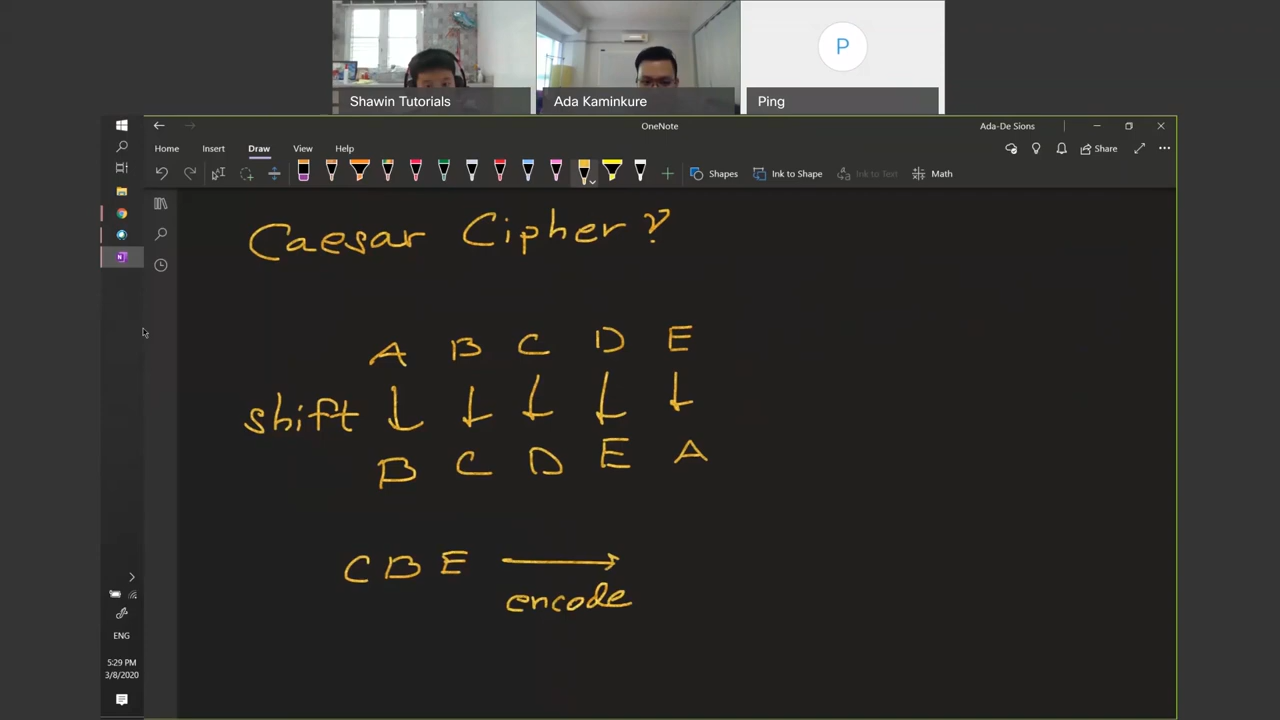 P
Shawin Tutorials
Ada Kaminkure
Ping
OneNote
Ada-De Sions
Home Insert Draw View Help
Share
Shapes
Ink to Shape
Ink to Text
Math
Caesar Cipher?
A B C D E
shift
B C D E A
C B E
encode
ENG
5:29 PM
3/8/2020